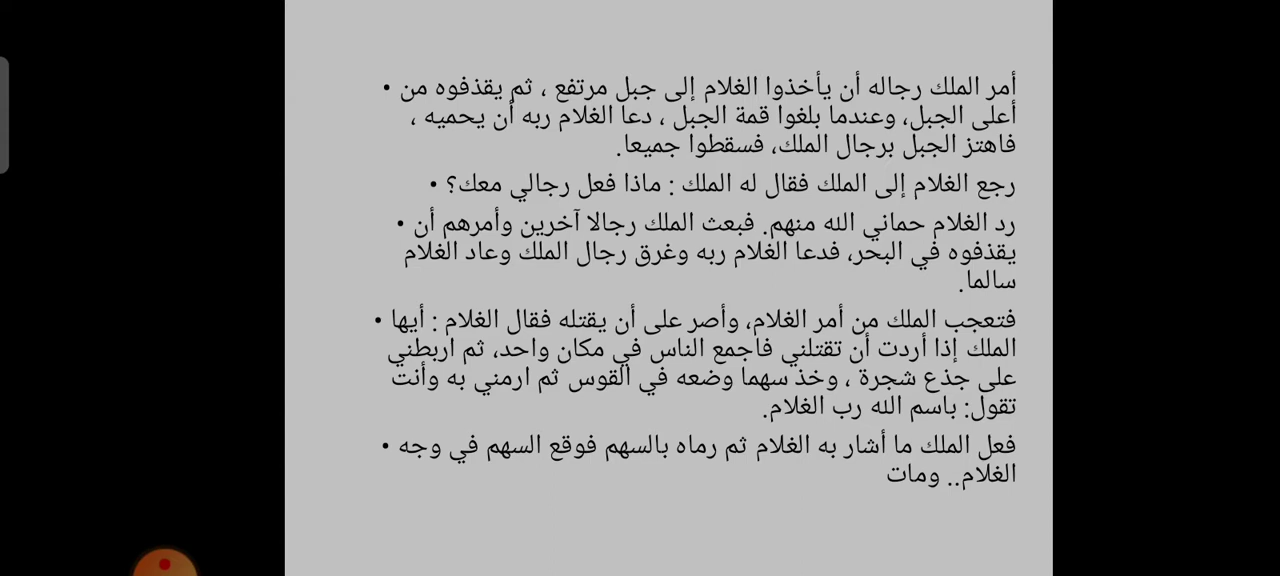 أمر الملك رجاله أن يأخذوا الغلام إلى جبل مرتفع ، ثم يقذفوه من •
أعلى الجبل، وعندما بلغوا قمة الجبل ، دعا الغلام ربه أن يحميه ،
فاهتز الجبل برجال الملك، فسقطوا جميعا.
رجع الغلام إلى الملك فقال له الملك : ماذا فعل رجالي معك؟ •
رد الغلام حماني الله منهم. فبعث الملك رجالا آخرين وأمرهم أن •
يقذفوه في البحر، فدعا الغلام ربه وغرق رجال الملك وعاد الغلام
سالما.
فتعجب الملك من أمر الغلام، وأصر على أن يقتله فقال الغلام : أيها •
الملك إذا أردت أن تقتلني فاجمع الناس في مكان واحد، ثم اربطني
على جذع شجرة ، وخذ سهما وضعه في القوس ثم ارمني به وأنت
تقول: باسم الله رب الغلام.
فعل الملك ما أشار به الغلام ثم رماه بالسهم فوقع السهم في وجه •
الغلام.. ومات